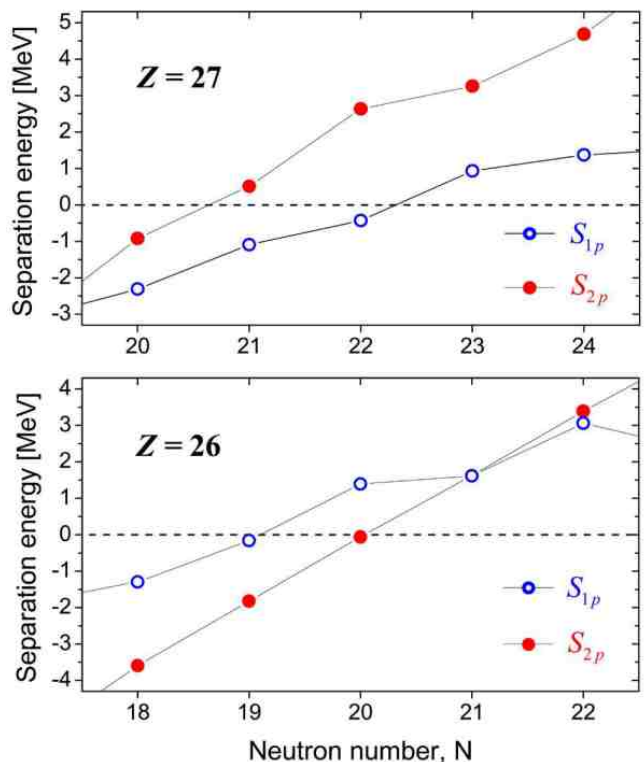 Separation energy [MeV]
5
4
3
2
1
0
-1
-2
-3
Z = 27
S1p
S2p
20 21 22 23 24
Separation energy [MeV]
4
3
2
1
0
-1
-2
-3
-4
Z = 26
S1p
S2p
18 19 20 21 22
Neutron number, N